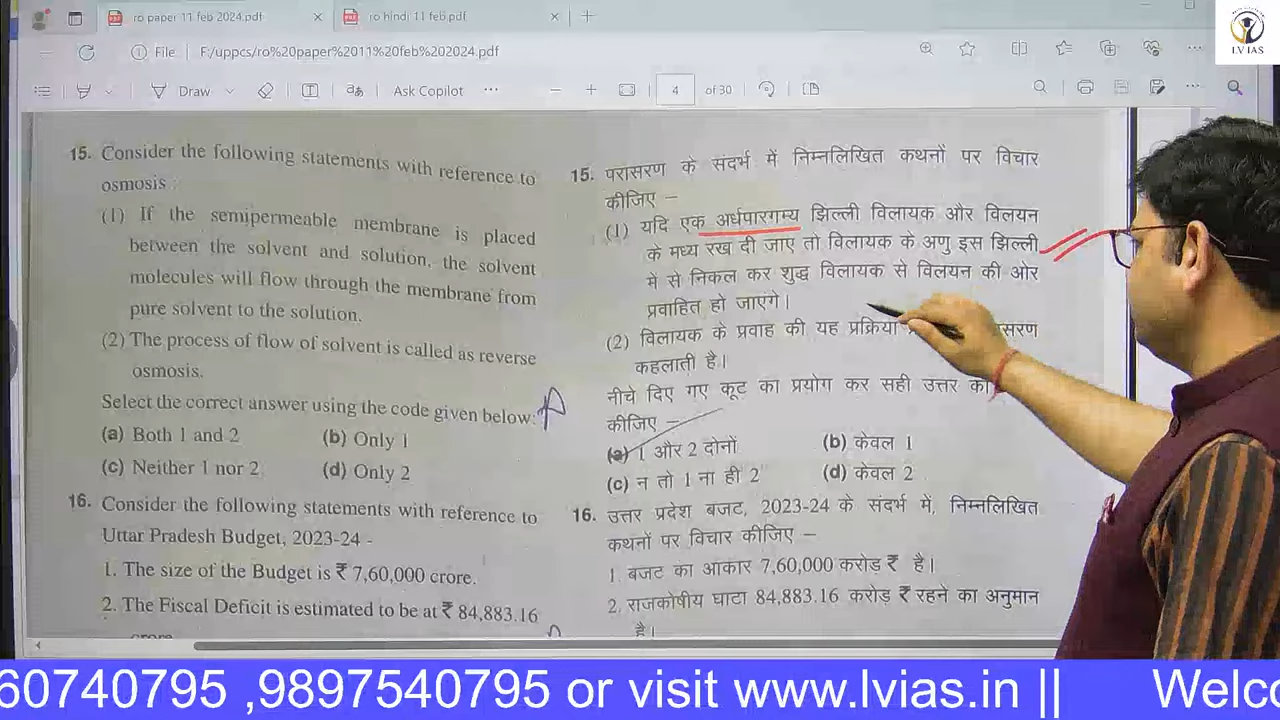 ro paper 11 feb 2024.pdf
ro hindi 11 feb.pdf
File
F:/uppcs/ro%20paper%2011%20feb%202024.pdf
LV IAS
Draw
Ask Copilot
4
of 30
15. Consider the following statements with reference to
osmosis :
(1) If the semipermeable membrane is placed
between the solvent and solution, the solvent
molecules will flow through the membrane from
pure solvent to the solution.
(2) The process of flow of solvent is called as reverse
osmosis.
Select the correct answer using the code given below:
(a) Both 1 and 2
(b) Only 1
(c) Neither 1 nor 2
(d) Only 2
16. Consider the following statements with reference to
Uttar Pradesh Budget, 2023-24 -
1. The size of the Budget is ₹ 7,60,000 crore.
2. The Fiscal Deficit is estimated to be at ₹ 84,883.16
crore
15. परासरण के संदर्भ में निम्नलिखित कथनों पर विचार
कीजिए –
(1) यदि एक अर्धपारगम्य झिल्ली विलायक और विलयन
के मध्य रख दी जाए तो विलायक के अणु इस झिल्ली
में से निकल कर शुद्ध विलायक से विलयन की ओर
प्रवाहित हो जाएंगे।
(2) विलायक के प्रवाह की यह प्रक्रिया
कहलाती है।
नीचे दिए गए कूट का प्रयोग कर सही उत्तर का
कीजिए –
(a) 1 और 2 दोनों
(b) केवल 1
(c) न तो 1 ना ही 2
(d) केवल 2
16. उत्तर प्रदेश बजट, 2023-24 के संदर्भ में, निम्नलिखित
कथनों पर विचार कीजिए –
1. बजट का आकार 7,60,000 करोड़ ₹ है।
2. राजकोषीय घाटा 84,883.16 करोड़ ₹ रहने का अनुमान
है।
60740795 ,9897540795 or visit www.lvias.in || Welco